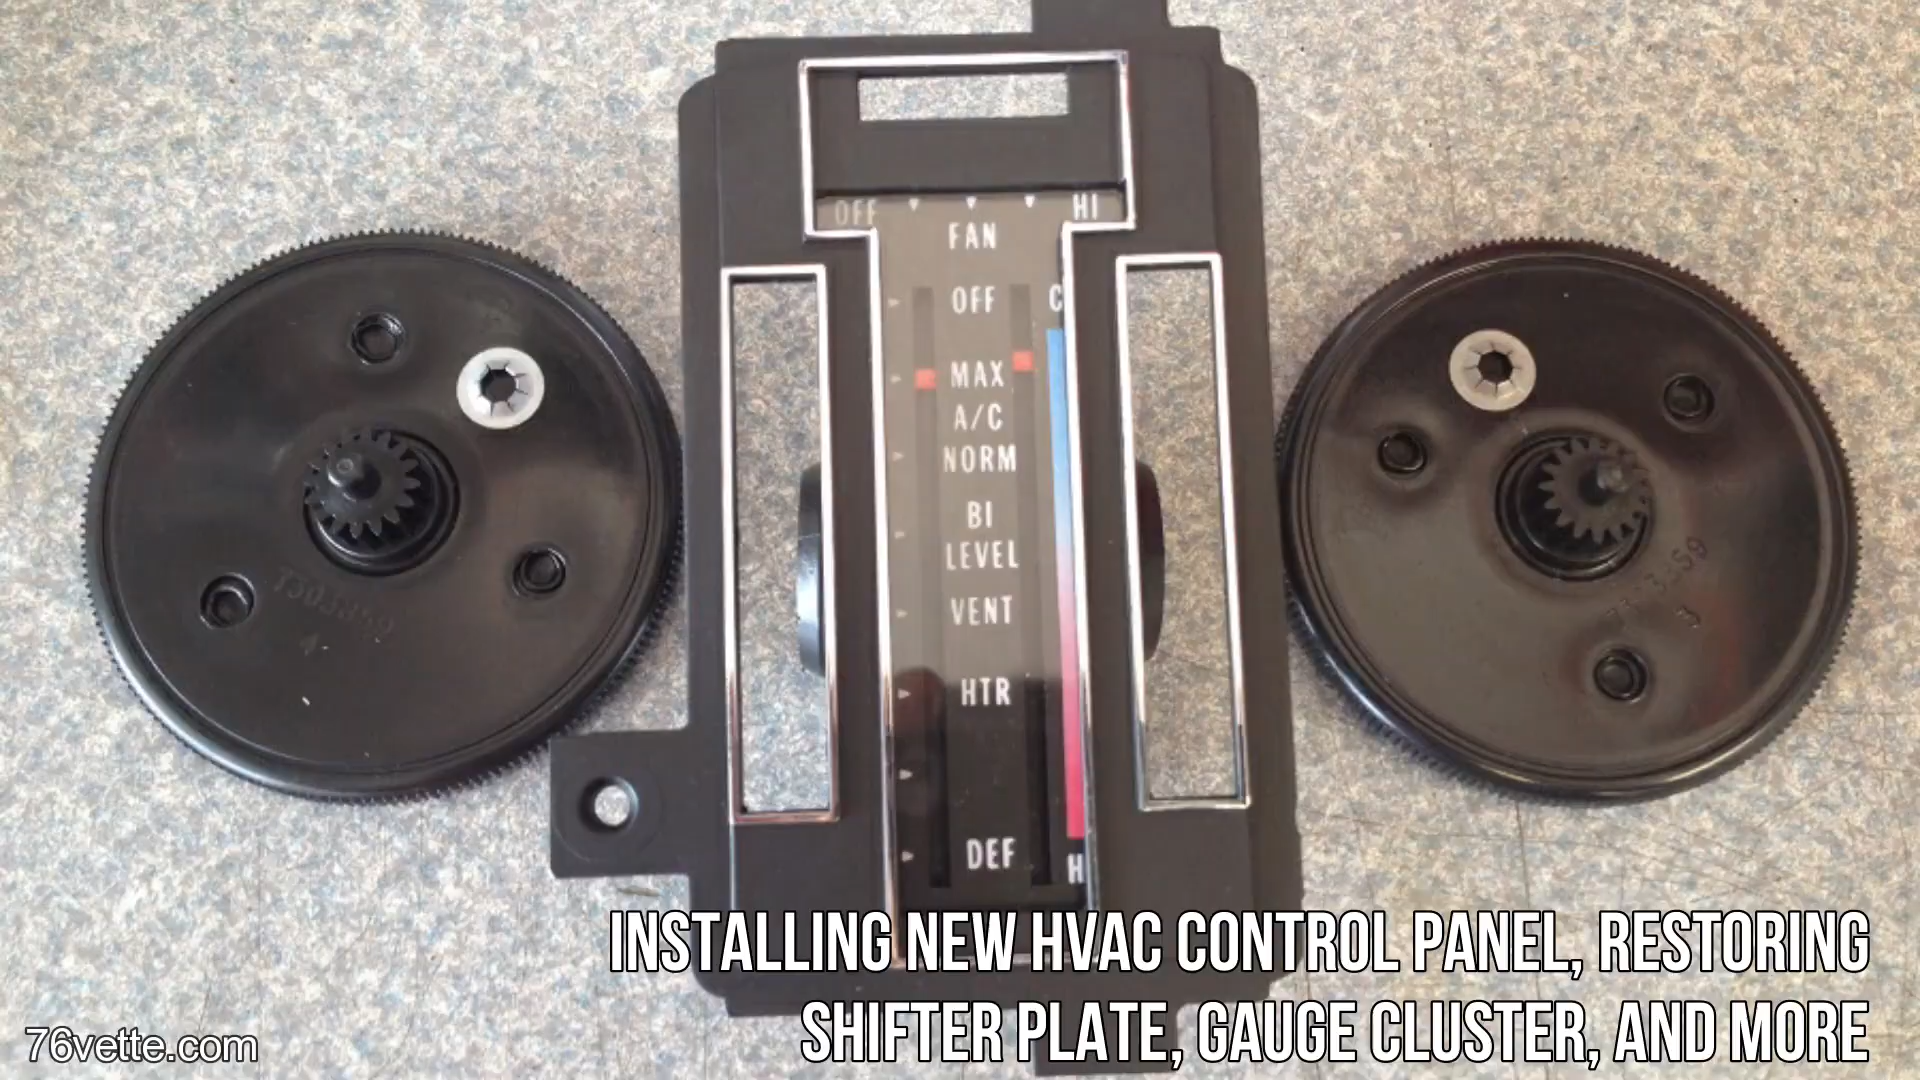 OFF HI
FAN
OFF C
MAX
A/C
NORM
BI
LEVEL
VENT
HTR
DEF
H
INSTALLING NEW HVAC CONTROL PANEL, RESTORING
SHIFTER PLATE, GAUGE CLUSTER, AND MORE
76vette.com